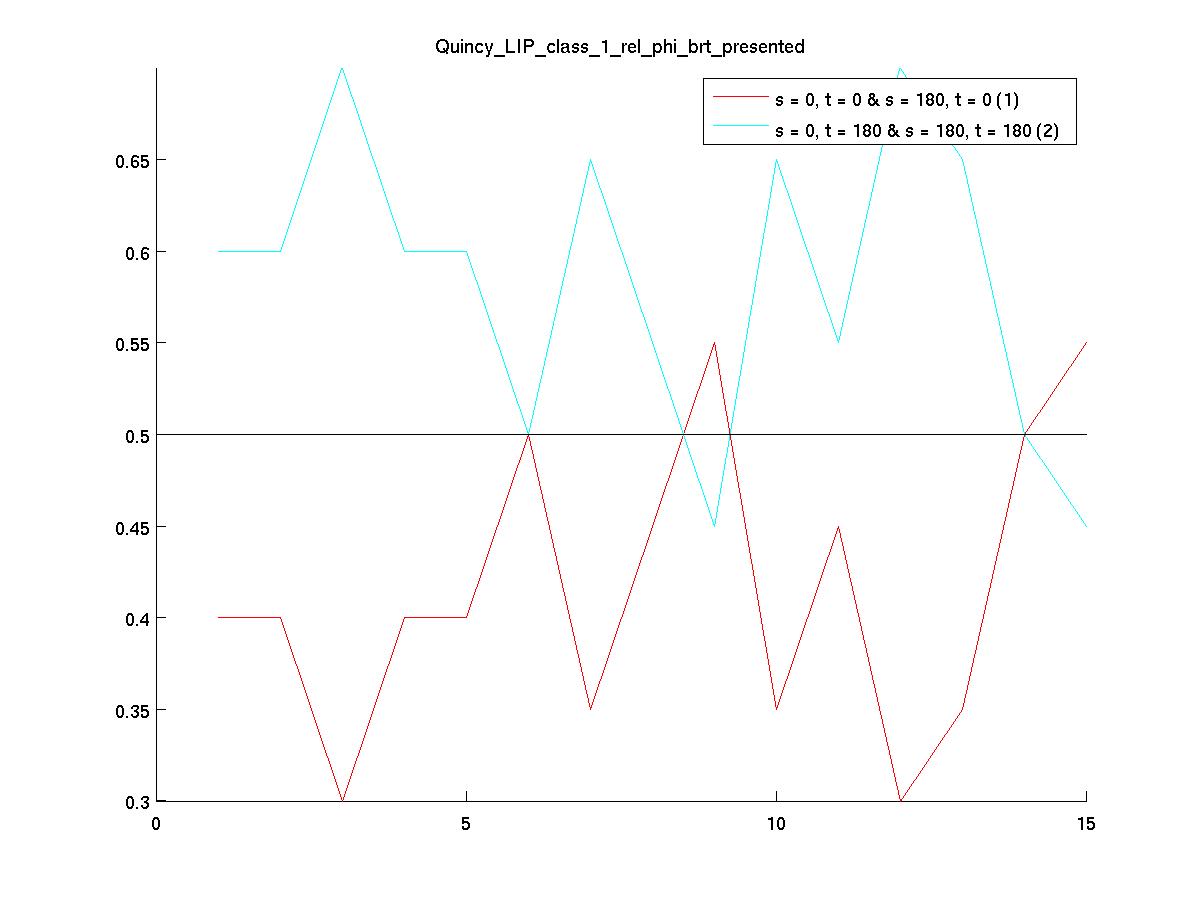 Quincy_LIP_class_1_rel_phi_brt_presented
s = 0, t = 0 & s = 180, t = 0 (1)
s = 0, t = 180 & s = 180, t = 180 (2)
0.65
0.6
0.55
0.5
0.45
0.4
0.35
0.3
0 5 10 15